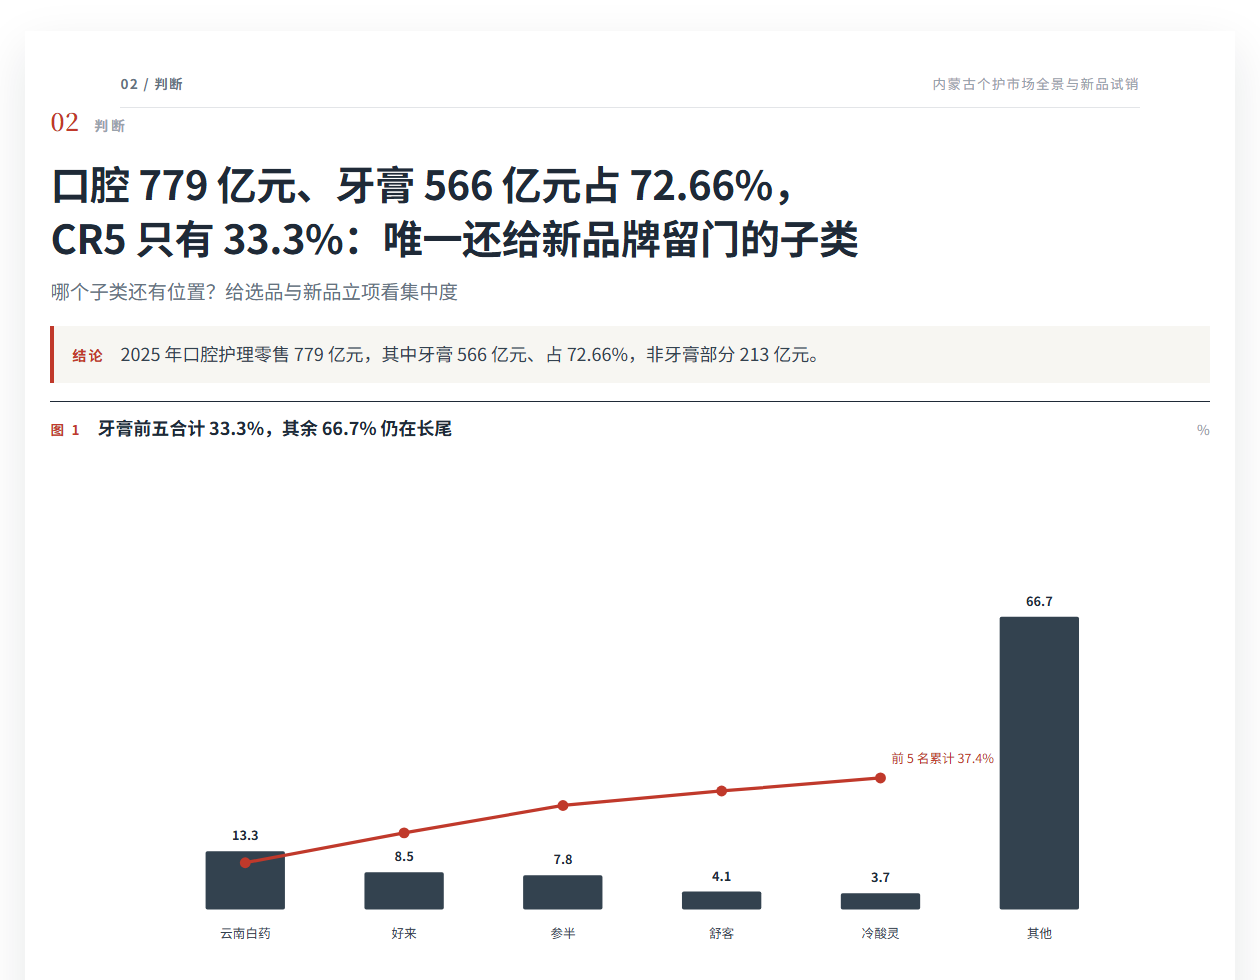 02 / 判断
内蒙古个护市场全景与新品试销
02 判断
口腔 779 亿元、牙膏 566 亿元占 72.66%，
CR5 只有 33.3%：唯一还给新品牌留门的子类
哪个子类还有位置？给选品与新品立项看集中度
结论 2025 年口腔护理零售 779 亿元，其中牙膏 566 亿元、占 72.66%，非牙膏部分 213 亿元。
图 1 牙膏前五合计 33.3%，其余 66.7% 仍在长尾
%
66.7
前 5 名累计 37.4%
13.3
8.5
7.8
4.1
3.7
云南白药
好来
参半
舒客
冷酸灵
其他